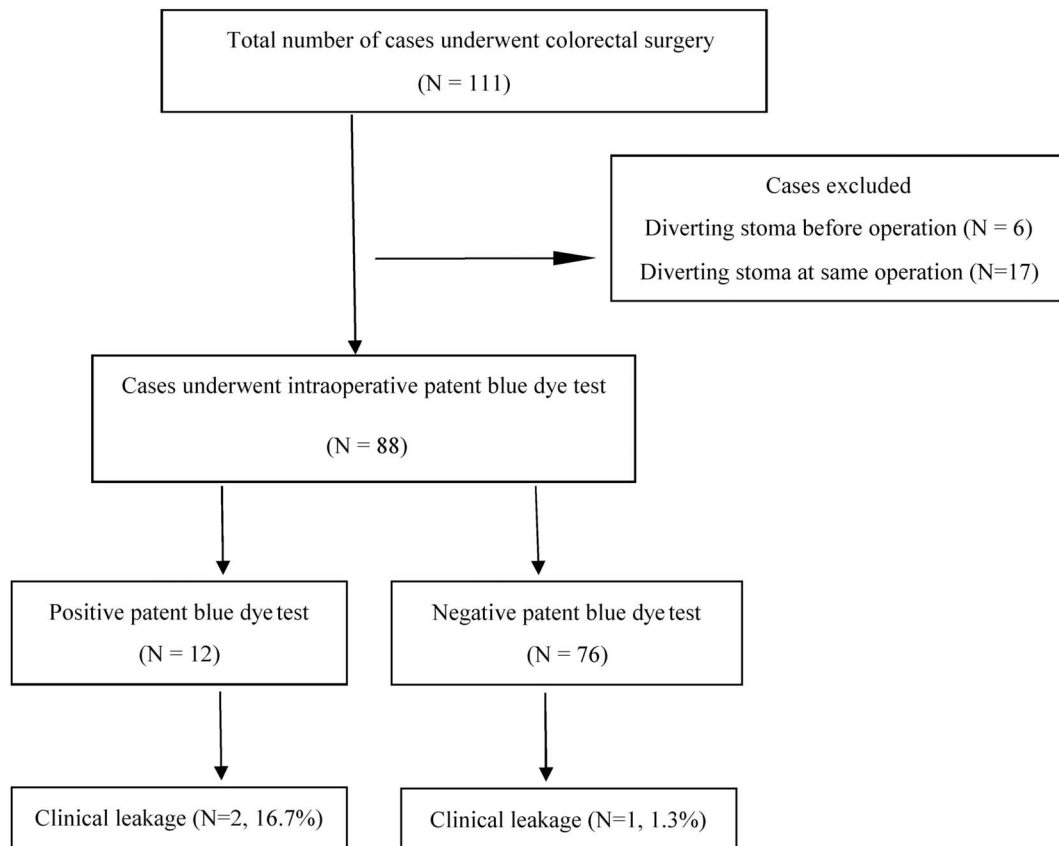 Total number of cases underwent colorectal surgery
(N = 111)
Cases excluded
Diverting stoma before operation (N = 6)
Diverting stoma at same operation (N=17)
Cases underwent intraoperative patent blue dye test
(N = 88)
Positive patent blue dye test
(N = 12)
Negative patent blue dye test
(N = 76)
Clinical leakage (N=2, 16.7%)
Clinical leakage (N=1, 1.3%)